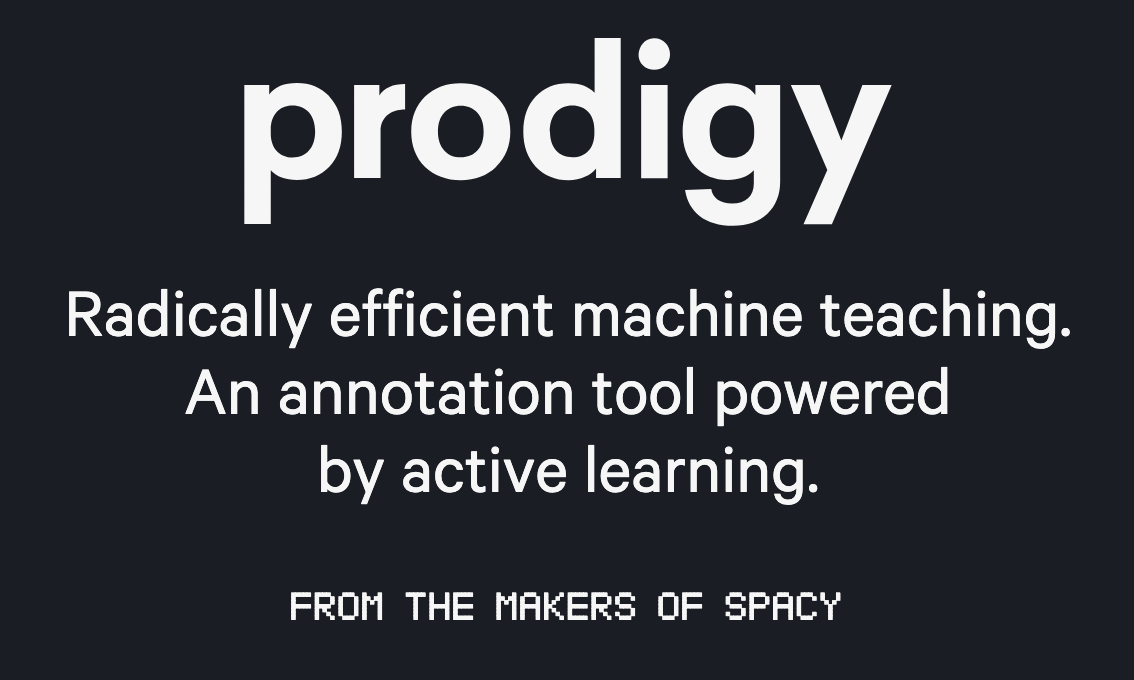 prodigy
Radically efficient machine teaching.
An annotation tool powered
by active learning.
FROM THE MAKERS OF SPACY